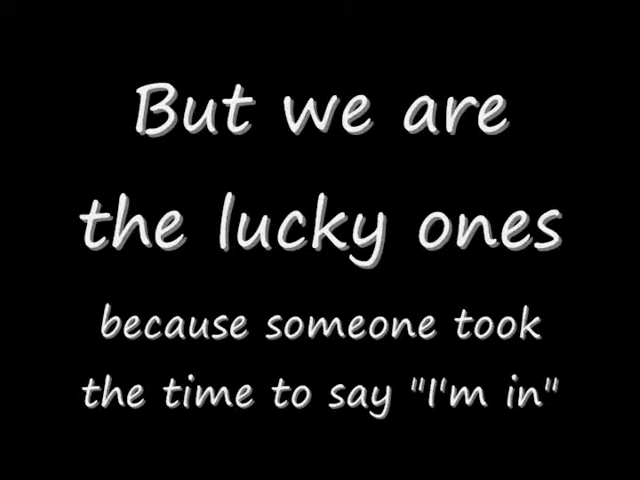 But we are
the lucky ones
because someone took
the time to say "I'm in"